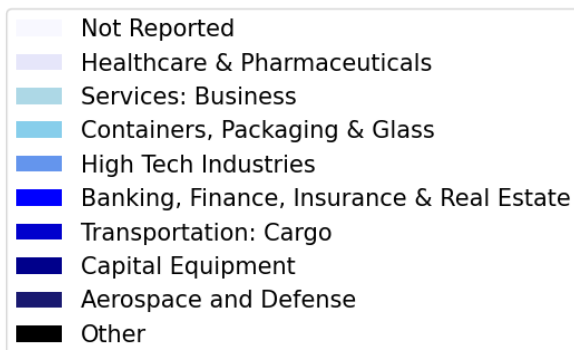 Not Reported
Healthcare & Pharmaceuticals
Services: Business
Containers, Packaging & Glass
High Tech Industries
Banking, Finance, Insurance & Real Estate
Transportation: Cargo
Capital Equipment
Aerospace and Defense
Other